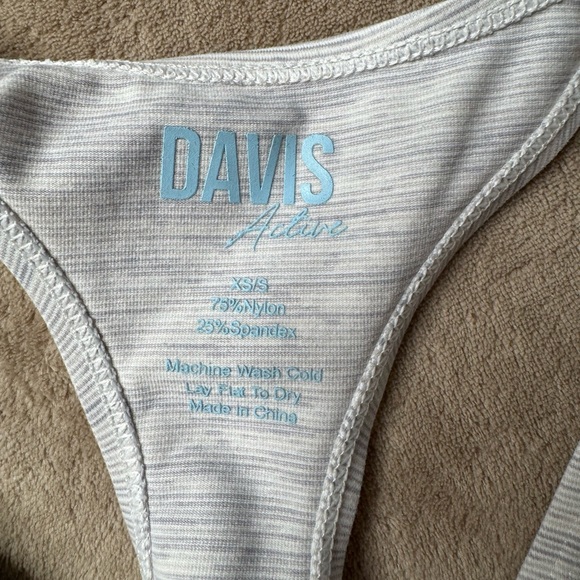 DAVIS
Active
XS/S
75%Nylon
25%Spandex
Machine Wash Cold
Lay Flat To Dry
Made in China